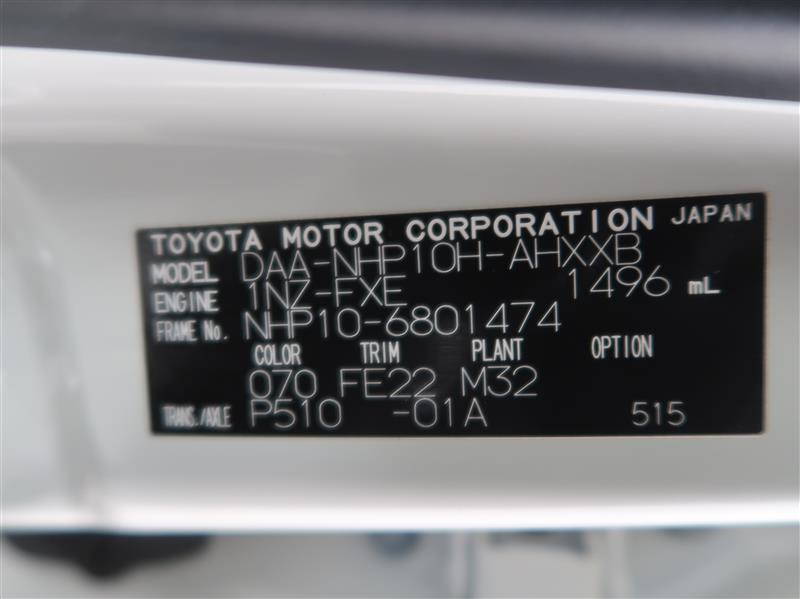 TOYOTA MOTOR CORPORATION JAPAN
MODEL DAA-NHP10H-AHXXB
ENGINE 1NZ-FXE 1496 mL
FRAME No. NHP10-6801474
COLOR TRIM PLANT OPTION
070 FE22 M32
TRANS./AXLE P510 -01A 515